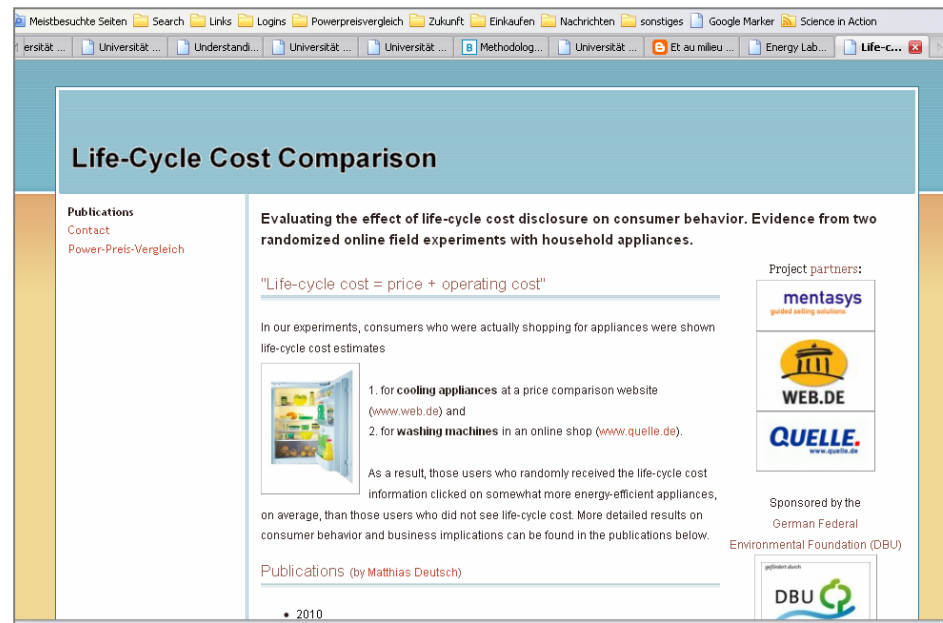 Meistbesuchte Seiten Search Links Logins Powerpreisvergleich Zukunft Einkaufen Nachrichten sonstiges Google Marker Science in Action
ersität ... Universität ... Understandi... Universität ... Universität ... Methodolog... Universität ... Et au milieu ... Energy Lab... Life-c...
Life-Cycle Cost Comparison
Publications
Contact
Power-Preis-Vergleich
Evaluating the effect of life-cycle cost disclosure on consumer behavior. Evidence from two
randomized online field experiments with household appliances.
"Life-cycle cost = price + operating cost"
In our experiments, consumers who were actually shopping for appliances were shown
life-cycle cost estimates
1. for cooling appliances at a price comparison website
(www.web.de) and
2. for washing machines in an online shop (www.quelle.de).
As a result, those users who randomly received the life-cycle cost
information clicked on somewhat more energy-efficient appliances,
on average, than those users who did not see life-cycle cost. More detailed results on
consumer behavior and business implications can be found in the publications below.
Publications (by Matthias Deutsch)
• 2010
Project partners:
mentasys
guided selling solutions
WEB.DE
QUELLE.
www.quelle.de
Sponsored by the
German Federal
Environmental Foundation (DBU)
gefördert durch
DBU